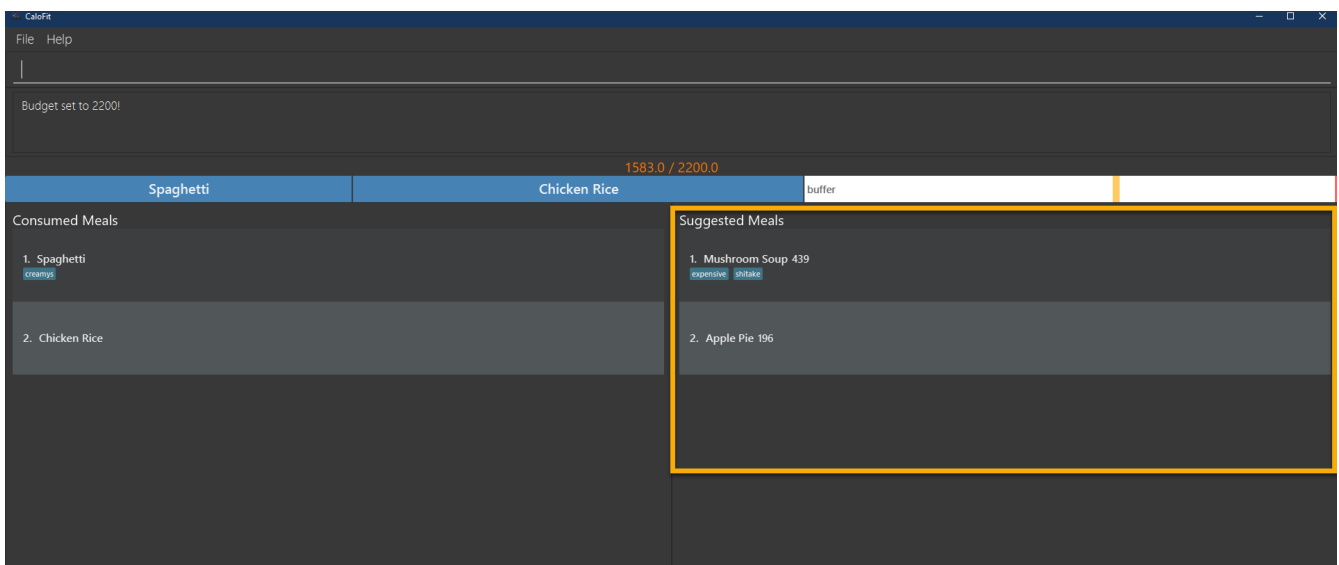 CaloFit
File Help
Budget set to 2200!
1583.0 / 2200.0
Spaghetti Chicken Rice buffer
Consumed Meals
1. Spaghetti
creamys
2. Chicken Rice
Suggested Meals
1. Mushroom Soup 439
expensive shitake
2. Apple Pie 196